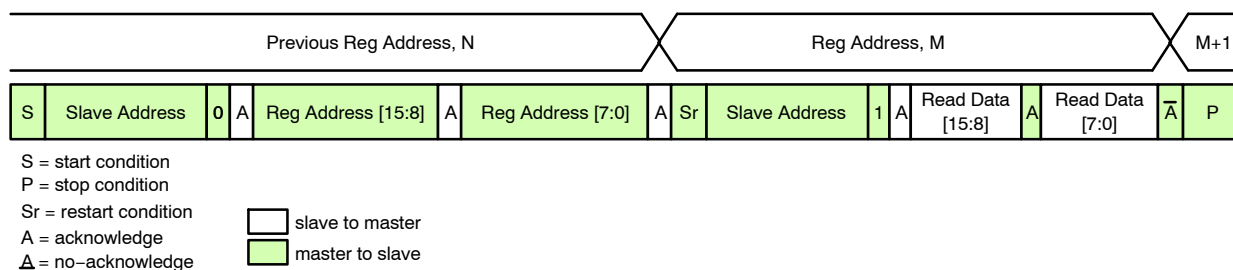 Previous Reg Address, N Reg Address, M M+1
S Slave Address 0 A Reg Address [15:8] A Reg Address [7:0] A Sr Slave Address 1 A Read Data [15:8] A Read Data [7:0] A̅ P
S = start condition
P = stop condition
Sr = restart condition
A = acknowledge
A̅ = no−acknowledge
slave to master
master to slave